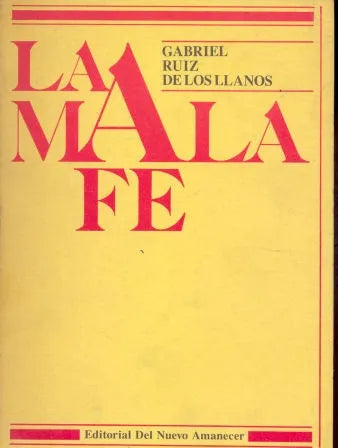 LA MALA
FE
GABRIEL
RUIZ
DE LOS LLANOS
Editorial Del Nuevo Amanecer